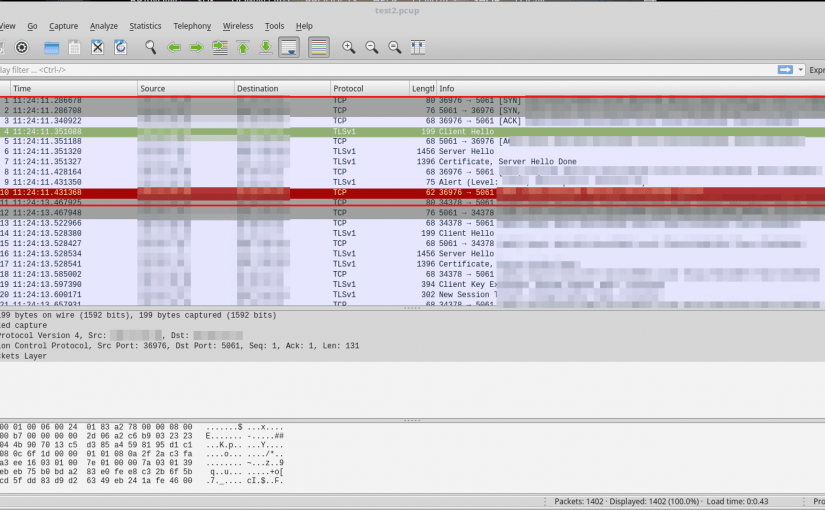 test2.pcup
View Go Capture Analyze Statistics Telephony Wireless Tools Help
lay filter ... <Ctrl-/> Expr
Time Source Destination Protocol Lengtl Info
1 11:24:11.286678 TCP 80 36976 → 5061 [SYN]
2 11:24:11.286708 TCP 76 5061 → 36976 [SYN,
3 11:24:11.340922 TCP 68 36976 → 5061 [ACK]
4 11:24:11.351088 TLSv1 199 Client Hello
5 11:24:11.351188 TCP 68 5061 → 36976
6 11:24:11.351320 TLSv1 1456 Server Hello
7 11:24:11.351327 TLSv1 1396 Certificate, Server Hello Done
8 11:24:11.428164 TCP 68 36976 → 5061
9 11:24:11.431350 TLSv1 75 Alert (Level:
10 11:24:11.431368 TCP 62 36976 → 5061
11 11:24:13.467925 TCP 80 34378 → 5061
12 11:24:13.467948 TCP 76 5061 → 34378
13 11:24:13.522966 TCP 68 34378 → 5061
14 11:24:13.528380 TLSv1 199 Client Hello
15 11:24:13.528427 TCP 68 5061 → 34378
16 11:24:13.528534 TLSv1 1456 Server Hello
17 11:24:13.528541 TLSv1 1396 Certificate,
18 11:24:13.585002 TCP 68 34378 → 5061
19 11:24:13.597390 TLSv1 394 Client Key E
20 11:24:13.600171 TLSv1 302 New Session T
21 11:24:13.657931 TCP 68 34378 → 5061
199 bytes on wire (1592 bits), 199 bytes captured (1592 bits)
ed capture
Protocol Version 4, Src: , Dst:
on Control Protocol, Src Port: 36976, Dst Port: 5061, Seq: 1, Ack: 1, Len: 131
ckets Layer
00 01 00 06 00 24 01 83 a2 78 00 00 08 00 .......$ ...x....
00 b7 00 00 00 00 2d 06 a2 c6 b9 03 23 23 E....... -.....##
04 4b 90 70 13 c5 d3 85 a4 59 81 95 d1 c1 ...K.p.. ...Y....
08 0c 6f 1d 00 00 01 01 08 0a 2f 2a c3 fa ....o... ..../*..
a3 ee 16 03 01 00 7e 01 00 00 7a 03 01 39 ........ ~...z..9
eb eb 75 b0 bd a2 83 e0 fe e8 c3 2b 6f 5b ..q..u.. .....+o[
cd 5f dd 83 d9 d2 63 49 eb 24 1a fe 46 00 .7._.... cI.$..F.
Packets: 1402 · Displayed: 1402 (100.0%) · Load time: 0:0.43 Pro